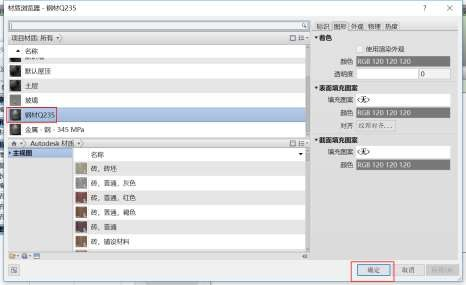 材质浏览器 - 钢材Q235
项目材质: 所有
名称
默认屋顶
土层
玻璃
钢材Q235
金属 - 钢 - 345 MPa
Autodesk 材质
主视图
名称
砖，砖坯
砖，普通，灰色
砖，普通，红色
砖，普通，褐色
砖，普通
砖，铺设材料
标识 图形 外观 物理 热度
着色
使用渲染外观
颜色 RGB 120 120 120
透明度 0
表面填充图案
填充图案 <无>
颜色 RGB 120 120 120
对齐 纹理对齐...
截面填充图案
填充图案 <无>
颜色 RGB 120 120 120
确定 取消